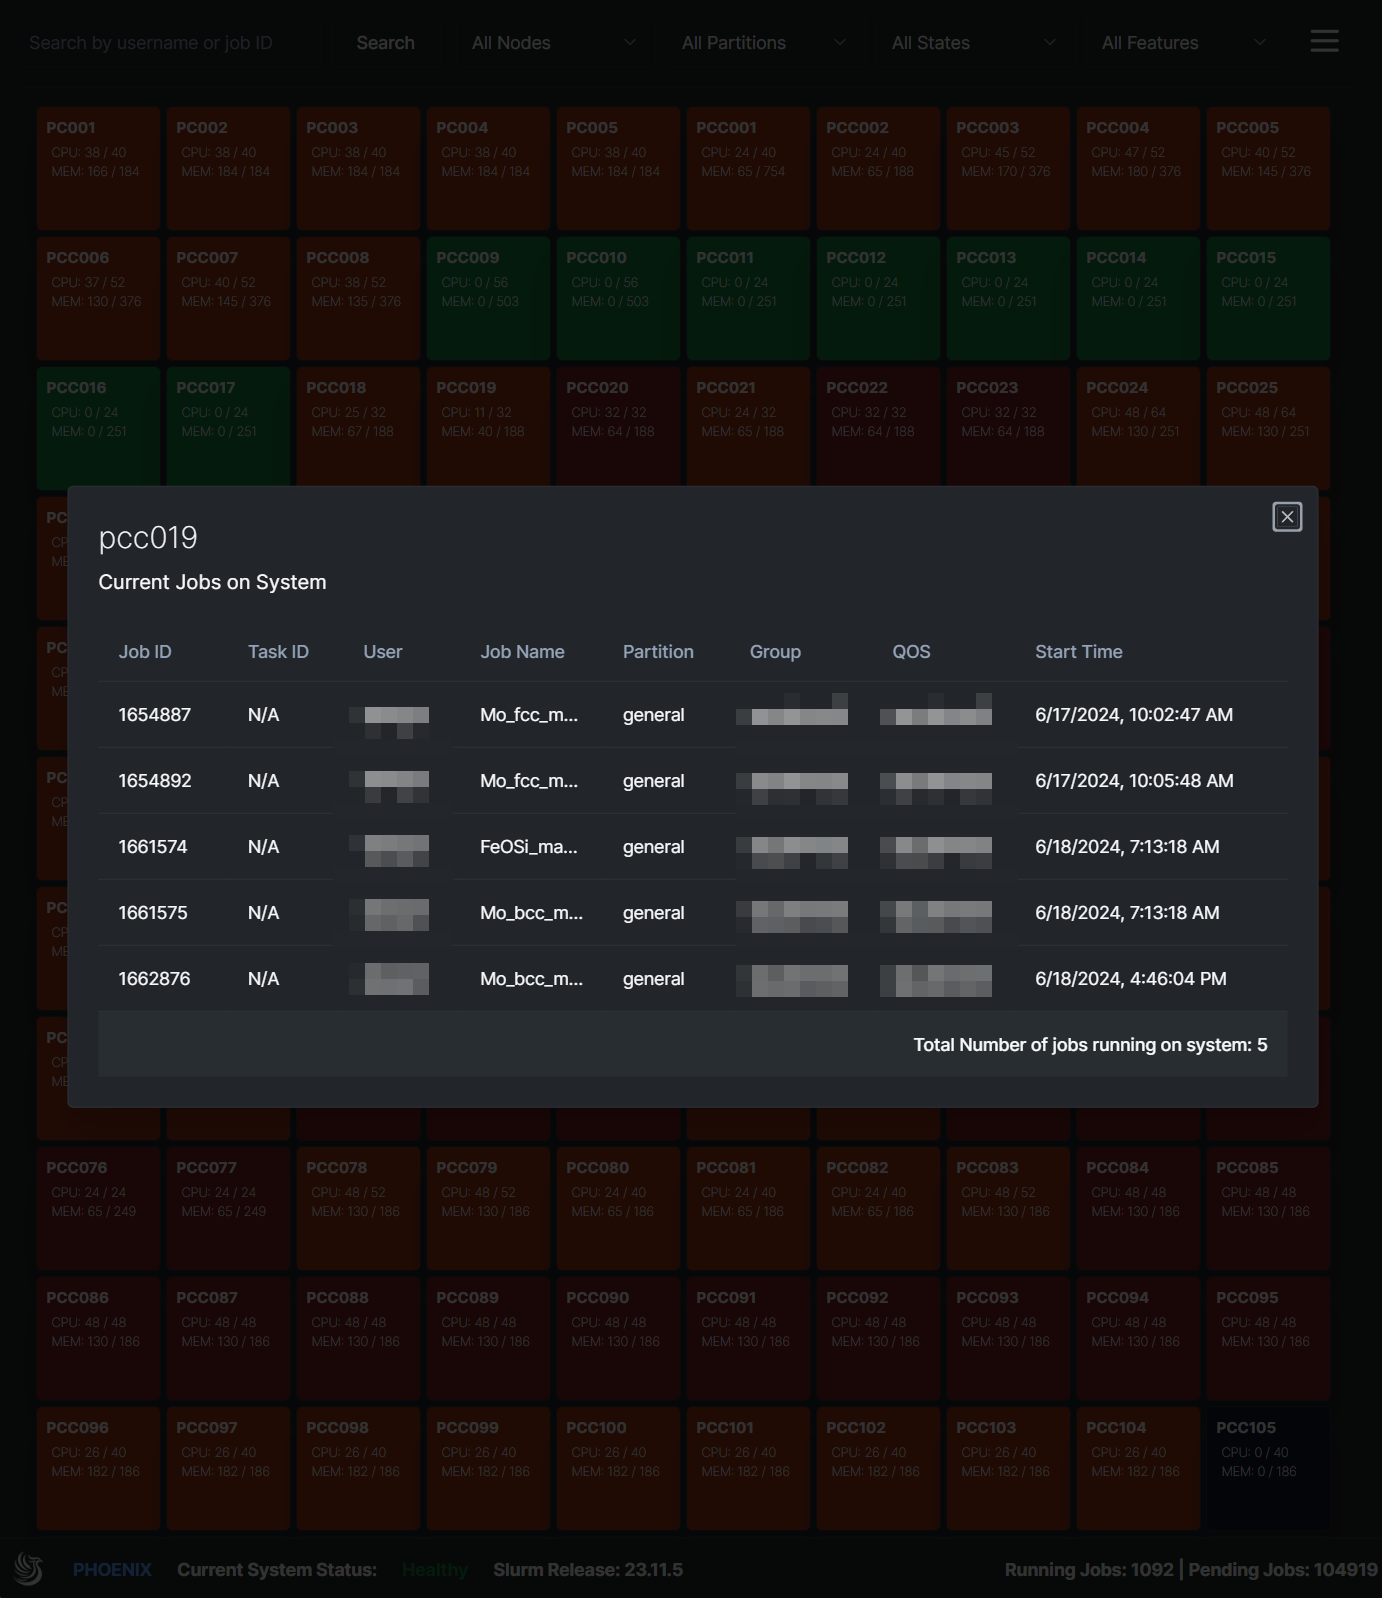 Search by username or job ID Search All Nodes All Partitions All States All Features
PC001 PC002 PC003 PC004 PC005 PCC001 PCC002 PCC003 PCC004 PCC005
CPU: 38 / 40 CPU: 38 / 40 CPU: 38 / 40 CPU: 38 / 40 CPU: 38 / 40 CPU: 24 / 40 CPU: 24 / 40 CPU: 45 / 52 CPU: 47 / 52 CPU: 40 / 52
MEM: 166 / 184 MEM: 184 / 184 MEM: 184 / 184 MEM: 184 / 184 MEM: 184 / 184 MEM: 65 / 754 MEM: 65 / 188 MEM: 170 / 376 MEM: 180 / 376 MEM: 145 / 376
PCC006 PCC007 PCC008 PCC009 PCC010 PCC011 PCC012 PCC013 PCC014 PCC015
CPU: 37 / 52 CPU: 40 / 52 CPU: 38 / 52 CPU: 0 / 56 CPU: 0 / 56 CPU: 0 / 24 CPU: 0 / 24 CPU: 0 / 24 CPU: 0 / 24 CPU: 0 / 24
MEM: 130 / 376 MEM: 145 / 376 MEM: 135 / 376 MEM: 0 / 503 MEM: 0 / 503 MEM: 0 / 251 MEM: 0 / 251 MEM: 0 / 251 MEM: 0 / 251 MEM: 0 / 251
PCC016 PCC017 PCC018 PCC019 PCC020 PCC021 PCC022 PCC023 PCC024 PCC025
CPU: 0 / 24 CPU: 0 / 24 CPU: 25 / 32 CPU: 11 / 32 CPU: 32 / 32 CPU: 24 / 32 CPU: 32 / 32 CPU: 32 / 32 CPU: 48 / 64 CPU: 48 / 64
MEM: 0 / 251 MEM: 0 / 251 MEM: 67 / 188 MEM: 40 / 188 MEM: 64 / 188 MEM: 65 / 188 MEM: 64 / 188 MEM: 64 / 188 MEM: 130 / 251 MEM: 130 / 251
pcc019
Current Jobs on System
Job ID Task ID User Job Name Partition Group QOS Start Time
1654887 N/A Mo_fcc_m... general 6/17/2024, 10:02:47 AM
1654892 N/A Mo_fcc_m... general 6/17/2024, 10:05:48 AM
1661574 N/A FeOSi_ma... general 6/18/2024, 7:13:18 AM
1661575 N/A Mo_bcc_m... general 6/18/2024, 7:13:18 AM
1662876 N/A Mo_bcc_m... general 6/18/2024, 4:46:04 PM
Total Number of jobs running on system: 5
PCC076 PCC077 PCC078 PCC079 PCC080 PCC081 PCC082 PCC083 PCC084 PCC085
CPU: 24 / 24 CPU: 24 / 24 CPU: 48 / 52 CPU: 48 / 52 CPU: 24 / 40 CPU: 24 / 40 CPU: 24 / 40 CPU: 48 / 52 CPU: 48 / 48 CPU: 48 / 48
MEM: 65 / 249 MEM: 65 / 249 MEM: 130 / 186 MEM: 130 / 186 MEM: 65 / 186 MEM: 65 / 186 MEM: 65 / 186 MEM: 130 / 186 MEM: 130 / 186 MEM: 130 / 186
PCC086 PCC087 PCC088 PCC089 PCC090 PCC091 PCC092 PCC093 PCC094 PCC095
CPU: 48 / 48 CPU: 48 / 48 CPU: 48 / 48 CPU: 48 / 48 CPU: 48 / 48 CPU: 48 / 48 CPU: 48 / 48 CPU: 48 / 48 CPU: 48 / 48 CPU: 48 / 48
MEM: 130 / 186 MEM: 130 / 186 MEM: 130 / 186 MEM: 130 / 186 MEM: 130 / 186 MEM: 130 / 186 MEM: 130 / 186 MEM: 130 / 186 MEM: 130 / 186 MEM: 130 / 186
PCC096 PCC097 PCC098 PCC099 PCC100 PCC101 PCC102 PCC103 PCC104 PCC105
CPU: 26 / 40 CPU: 26 / 40 CPU: 26 / 40 CPU: 26 / 40 CPU: 26 / 40 CPU: 26 / 40 CPU: 26 / 40 CPU: 26 / 40 CPU: 26 / 40 CPU: 0 / 40
MEM: 182 / 186 MEM: 182 / 186 MEM: 182 / 186 MEM: 182 / 186 MEM: 182 / 186 MEM: 182 / 186 MEM: 182 / 186 MEM: 182 / 186 MEM: 182 / 186 MEM: 0 / 186
PHOENIX Current System Status: Healthy Slurm Release: 23.11.5 Running Jobs: 1092 | Pending Jobs: 104919